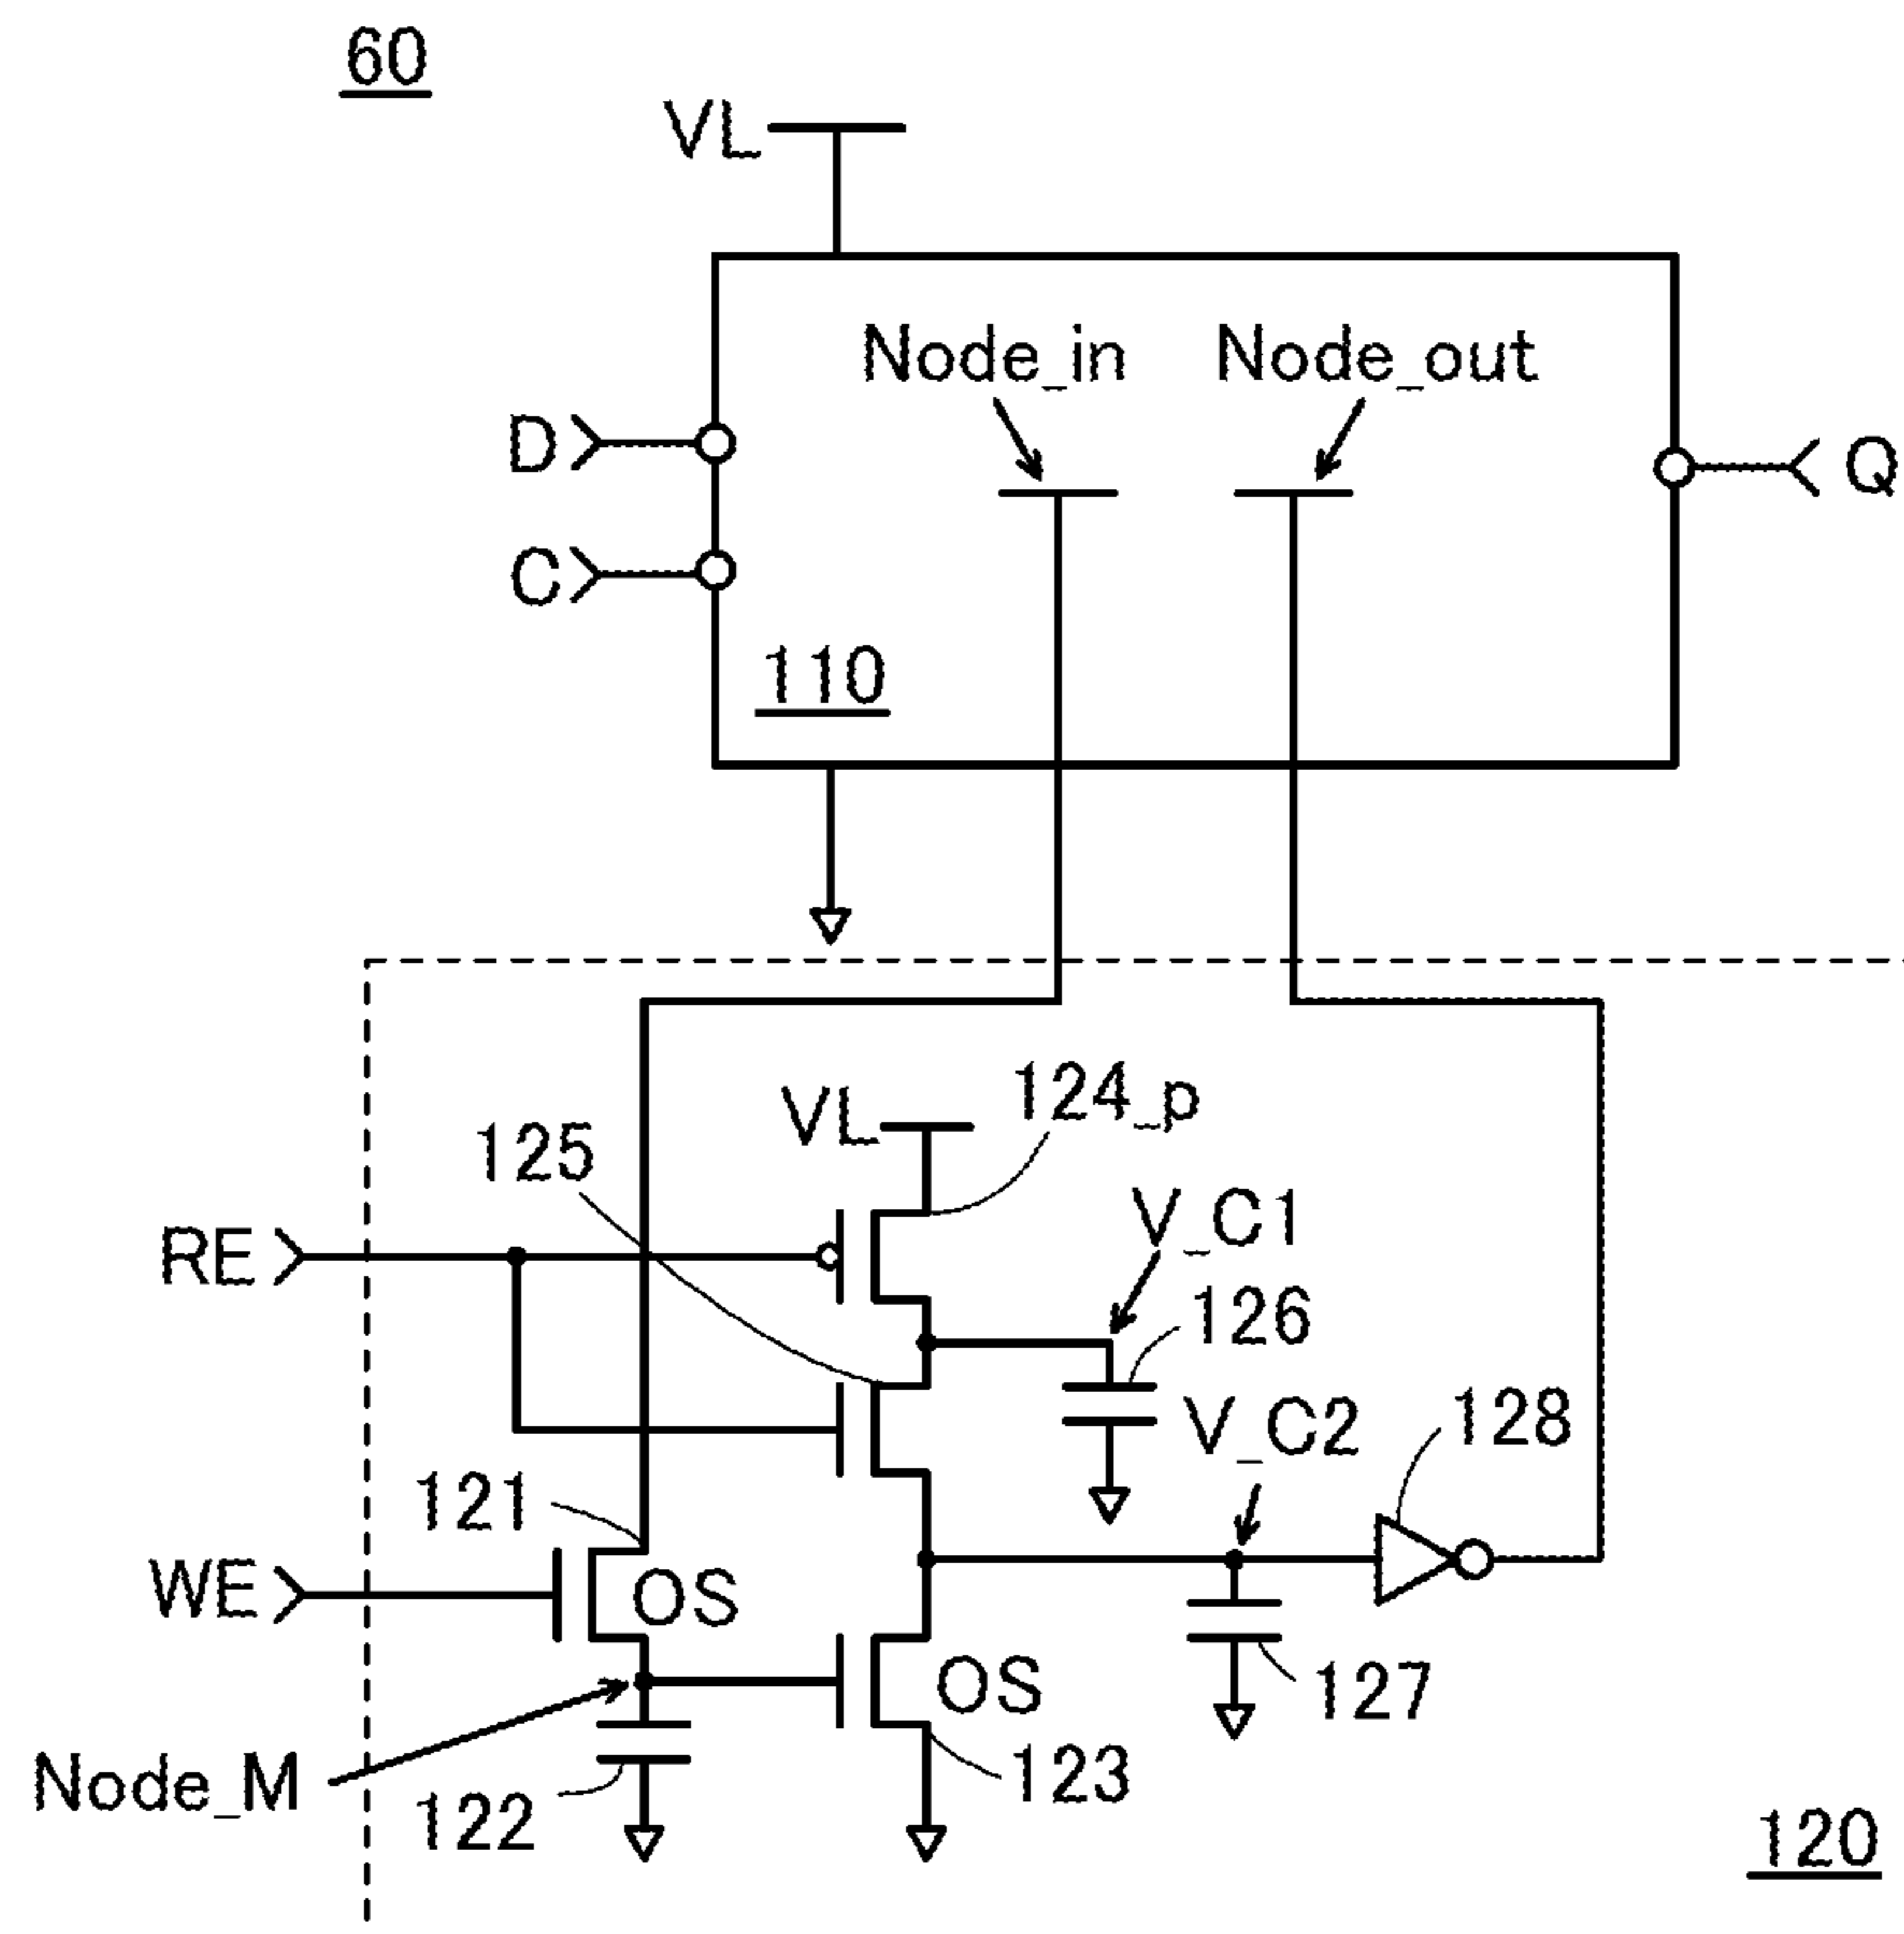 60
VL
Node_in
Node_out
D
Q
C
110
VL
124_p
125
V_C1
RE
126
V_C2
128
121
WE
OS
OS
127
Node_M
122
123
120